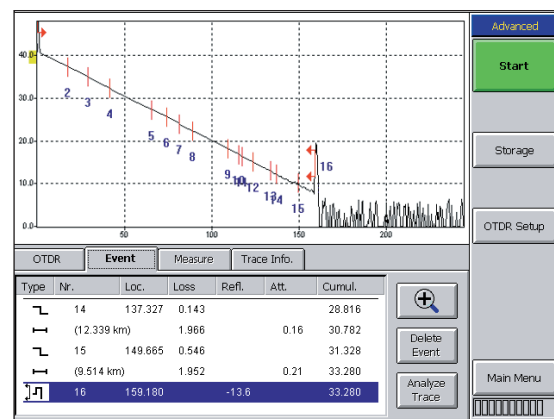 Advanced
Start
Storage
OTDR Setup
Main Menu
40.0
30.0
20.0
10.0
0.0
50
100
150
200
2
3
4
5
6
7
8
9
10
11
12
13
14
15
16
OTDR Event Measure Trace Info.
Type Nr. Loc. Loss Refl. Att. Cumul.
14 137.327 0.143 28.816
(12.339 km) 1.966 0.16 30.782
15 149.665 0.546 31.328
(9.514 km) 1.952 0.21 33.280
16 159.180 -13.6 33.280
Delete
Event
Analyze
Trace